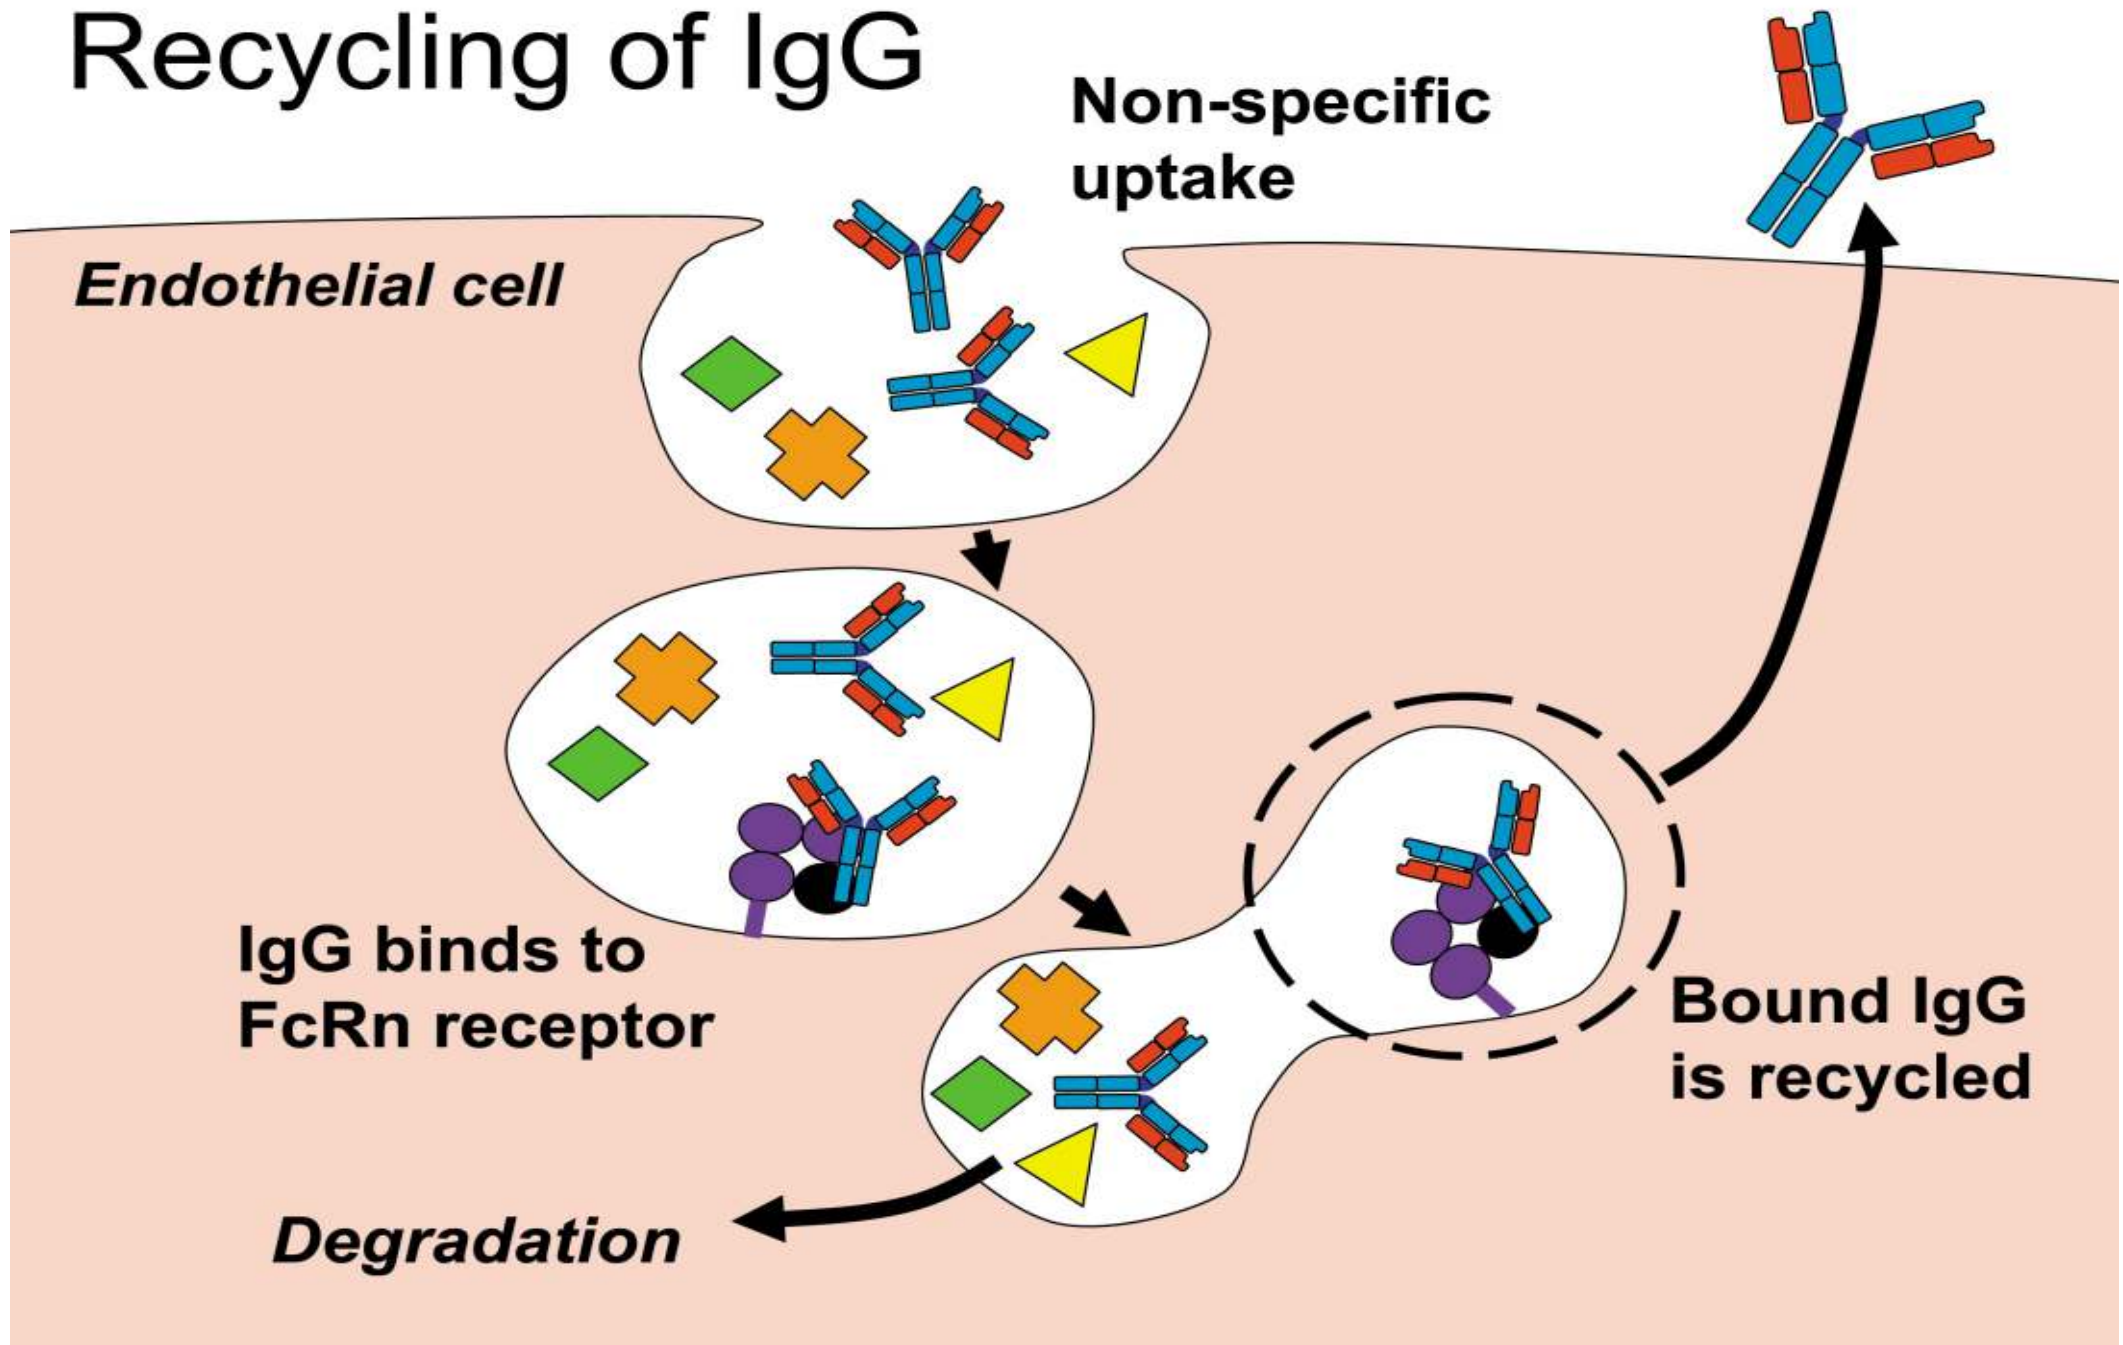 Recycling of IgG
Non-specific
uptake
Endothelial cell
IgG binds to
FcRn receptor
Bound IgG
is recycled
Degradation